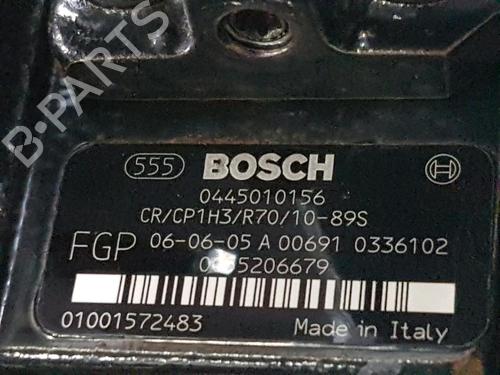 B-PARTS
555 BOSCH
0445010156
CR/CP1H3/R70/10-89S
FGP 06-06-05 A 00691 0336102
5206679
01001572483 Made in Italy